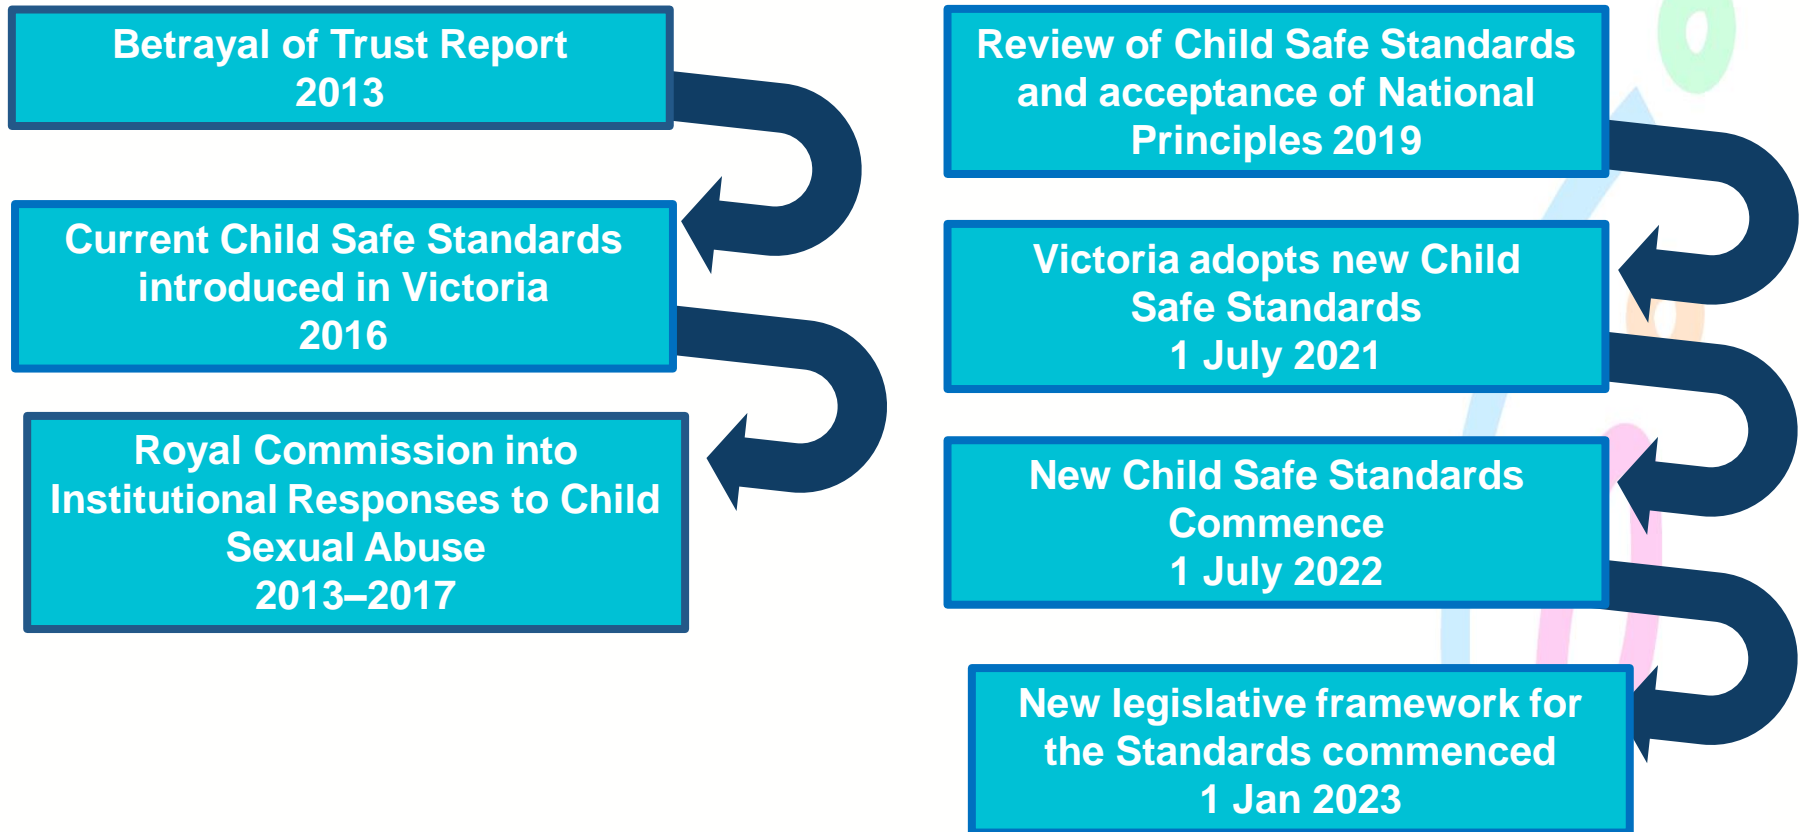 Betrayal of Trust Report
2013
Current Child Safe Standards
introduced in Victoria
2016
Royal Commission into
Institutional Responses to Child
Sexual Abuse
2013–2017
Review of Child Safe Standards
and acceptance of National
Principles 2019
Victoria adopts new Child
Safe Standards
1 July 2021
New Child Safe Standards
Commence
1 July 2022
New legislative framework for
the Standards commenced
1 Jan 2023